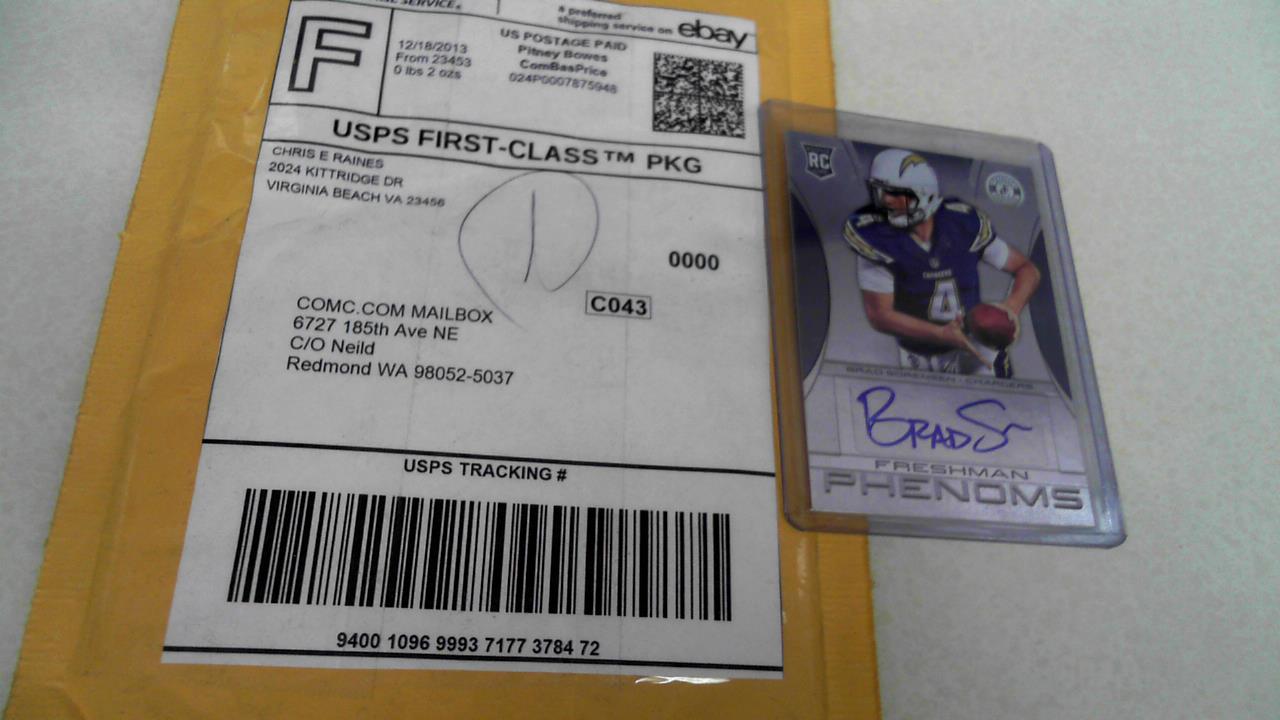 SERVICE®
a preferred
shipping service on ebay
F
12/18/2013
From 23453
0 lbs 2 ozs
US POSTAGE PAID
Pitney Bowes
ComBasPrice
024P0007875948
USPS FIRST-CLASS™ PKG
CHRIS E RAINES
2024 KITTRIDGE DR
VIRGINIA BEACH VA 23456
0000
C043
COMC.COM MAILBOX
6727 185th Ave NE
C/O Neild
Redmond WA 98052-5037
USPS TRACKING #
9400 1096 9993 7177 3784 72
RC
4
CHARGERS
4
BRAD SORENSEN - CHARGERS
BRAD S
FRESHMAN
PHENOMS